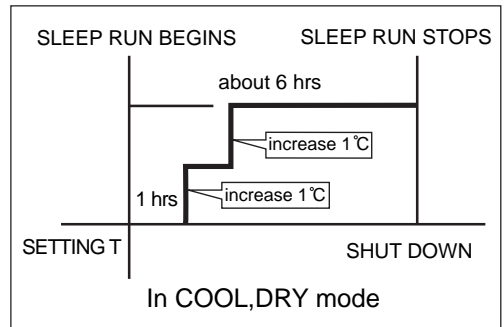 SLEEP RUN BEGINS SLEEP RUN STOPS
about 6 hrs
increase 1℃
1 hrs increase 1℃
SETTING T SHUT DOWN
In COOL,DRY mode